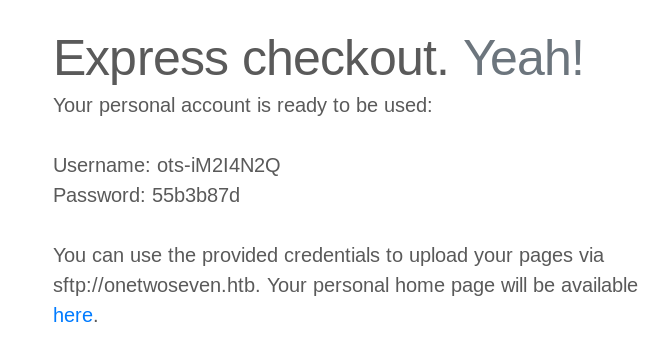 Express checkout. Yeah!
Your personal account is ready to be used:
Username: ots-iM2I4N2Q
Password: 55b3b87d
You can use the provided credentials to upload your pages via
sftp://onetwoseven.htb. Your personal home page will be available
here.